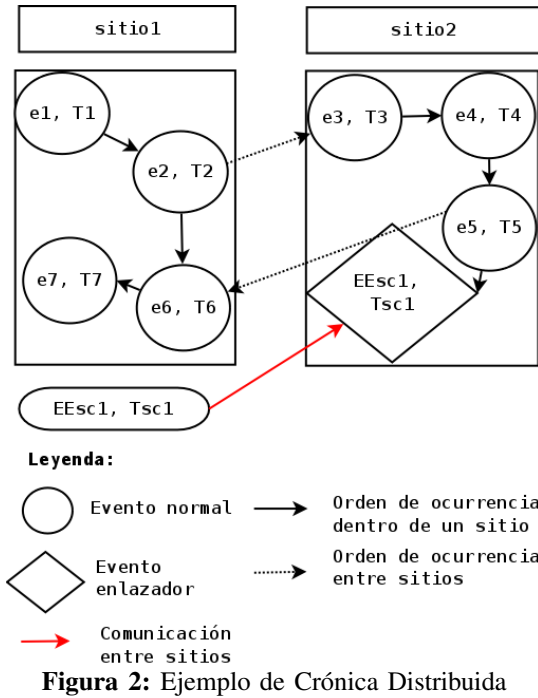 sitio1
sitio2
e1, T1
e2, T2
e3, T3
e4, T4
e5, T5
e7, T7
e6, T6
EEsc1,
Tsc1
EEsc1, Tsc1
Leyenda:
Evento normal
Orden de ocurrencia
dentro de un sitio
Evento
enlazador
Orden de ocurrencia
entre sitios
Comunicación
entre sitios
Figura 2: Ejemplo de Crónica Distribuida